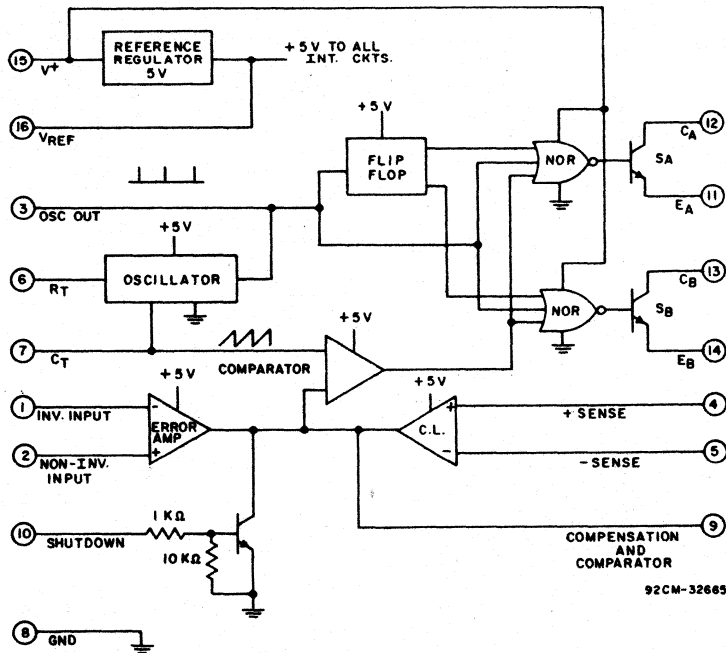 REFERENCE
REGULATOR
5V
+5V TO ALL
INT. CKTS.
15
V+
16
VREF
3
OSC OUT
+5V
FLIP
FLOP
NOR
12
CA
SA
11
EA
+5V
OSCILLATOR
6
RT
7
CT
COMPARATOR
+5V
NOR
13
CB
SB
14
EB
1
INV. INPUT
+5V
-
ERROR
AMP
+
2
NON-INV.
INPUT
+5V
C.L.
+
-
4
+ SENSE
5
- SENSE
10
SHUTDOWN
1 KΩ
10 KΩ
9
COMPENSATION
AND
COMPARATOR
92CM-32665
8
GND